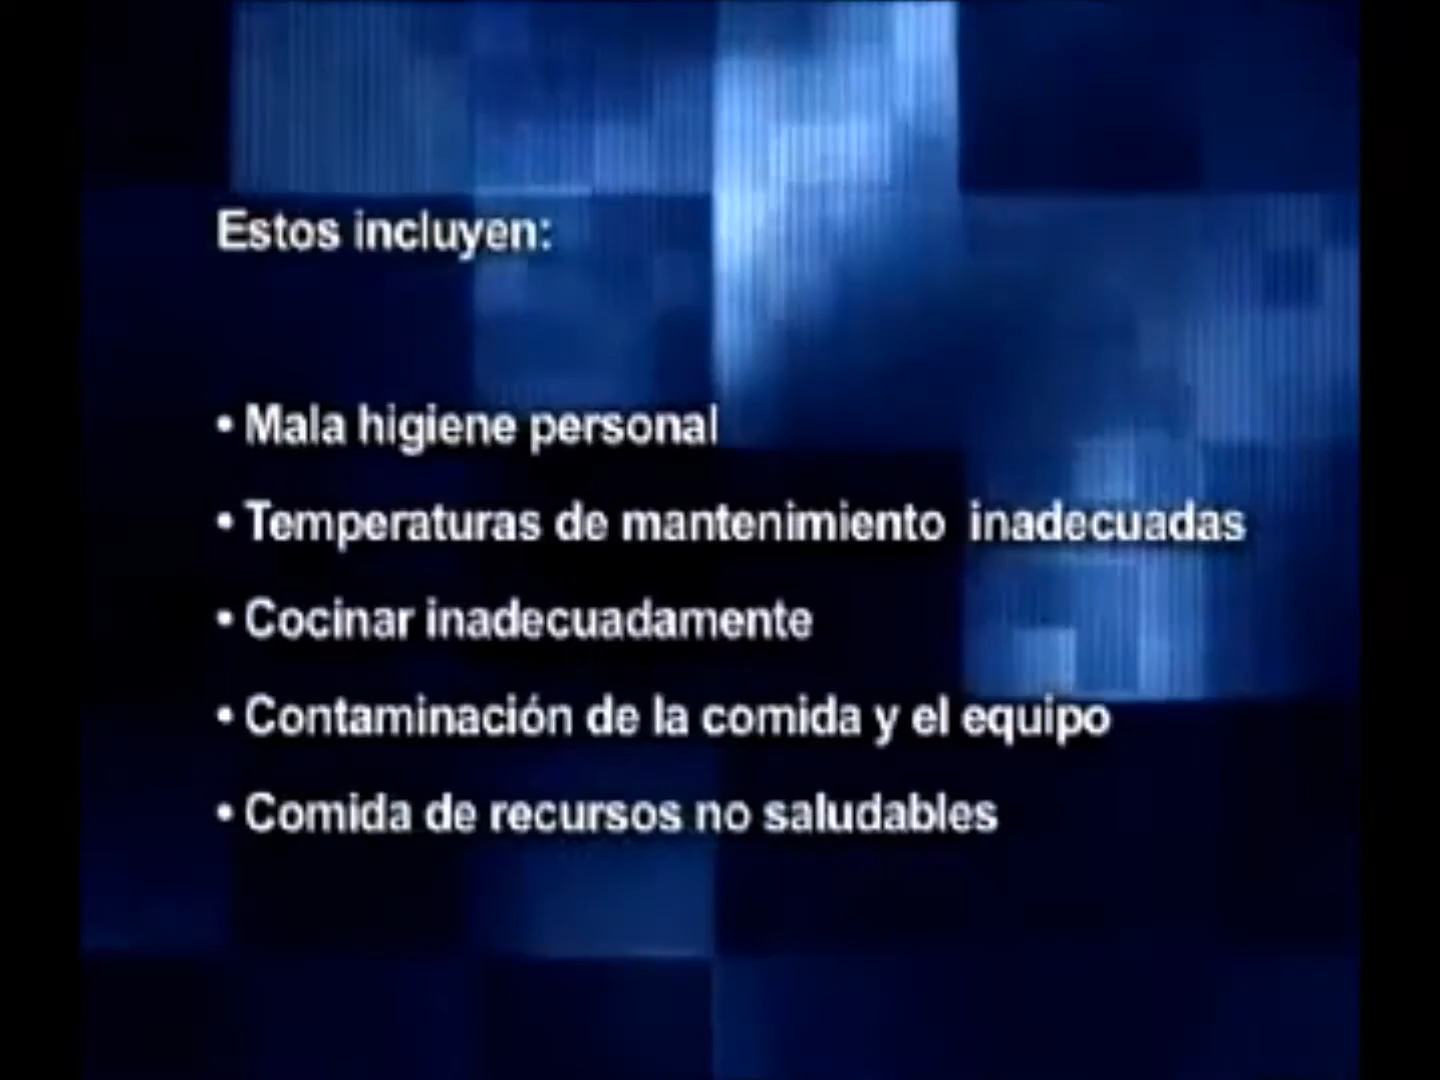 Estos incluyen:
• Mala higiene personal
• Temperaturas de mantenimiento inadecuadas
• Cocinar inadecuadamente
• Contaminación de la comida y el equipo
• Comida de recursos no saludables